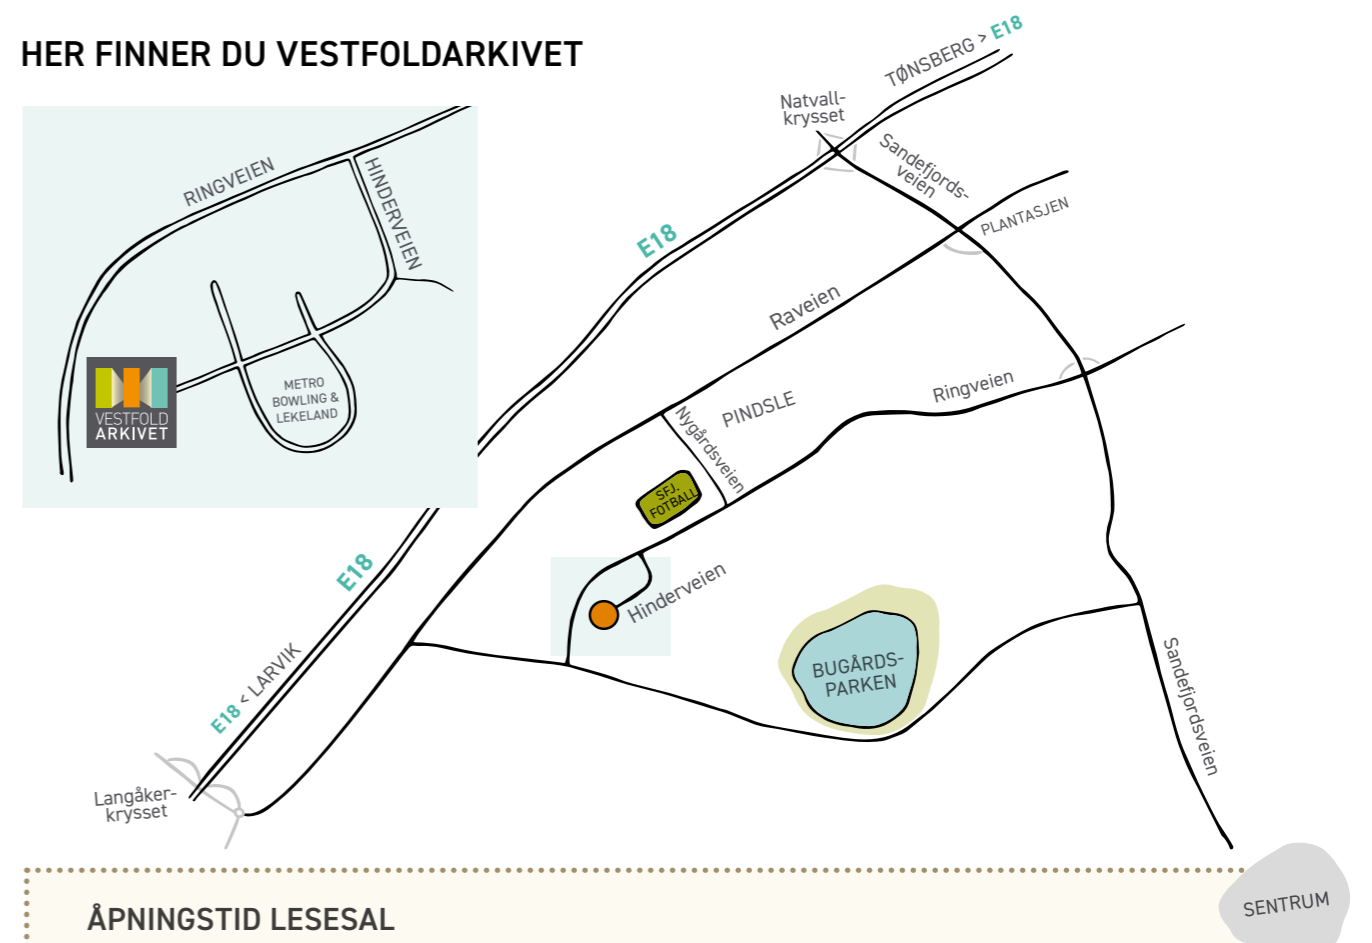 HER FINNER DU VESTFOLDARKIVET
TØNSBERG > E18
Natvall-
krysset
Sandefjords-
veien
PLANTASJEN
E18
RINGVEIEN
HINDERVEIEN
Raveien
VESTFOLD
ARKIVET
METRO
BOWLING &
LEKELAND
Nygårdsveien
PINDSLE
Ringveien
SFJ.
FOTBALL
E18
Hinderveien
BUGÅRDS-
PARKEN
E18 < LARVIK
Sandefjordsveien
Langåker-
krysset
SENTRUM
ÅPNINGSTID LESESAL